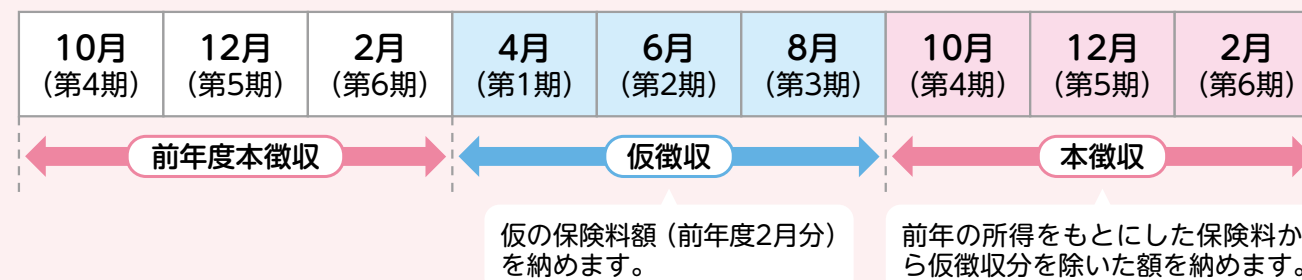 10月 12月 2月 4月 6月 8月 10月 12月 2月
(第4期) (第5期) (第6期) (第1期) (第2期) (第3期) (第4期) (第5期) (第6期)
前年度本徴収 仮徴収 本徴収
仮の保険料額（前年度2月分）
を納めます。
前年の所得をもとにした保険料か
ら仮徴収分を除いた額を納めます。